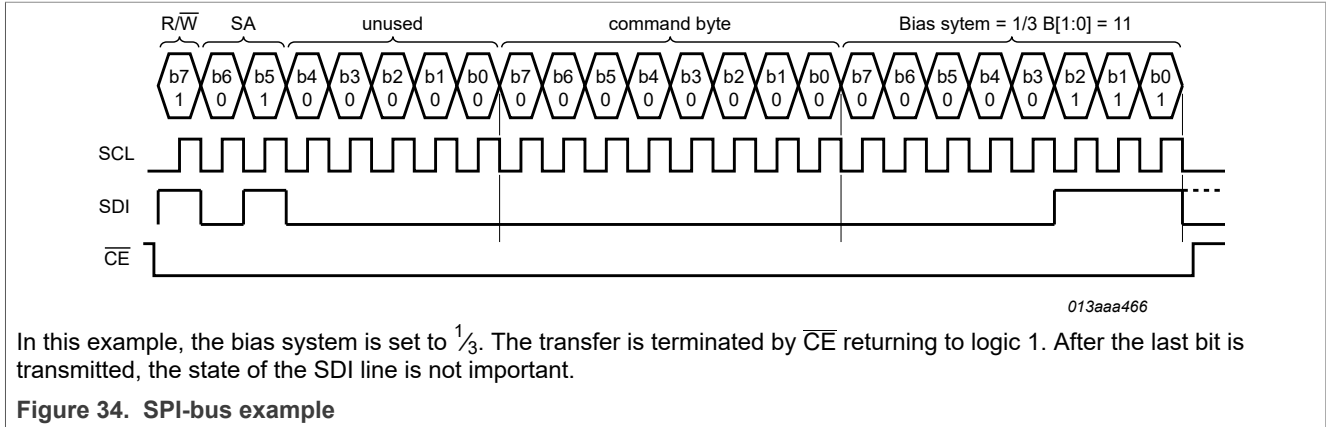 R/W SA unused command byte Bias sytem = 1/3 B[1:0] = 11
b7 b6 b5 b4 b3 b2 b1 b0 b7 b6 b5 b4 b3 b2 b1 b0 b7 b6 b5 b4 b3 b2 b1 b0
1 0 1 0 0 0 0 0 0 0 0 0 0 0 0 0 0 0 0 0 0 1 1 1
SCL
SDI
CE
013aaa466
In this example, the bias system is set to 1⁄3. The transfer is terminated by CE returning to logic 1. After the last bit is
transmitted, the state of the SDI line is not important.
Figure 34. SPI-bus example